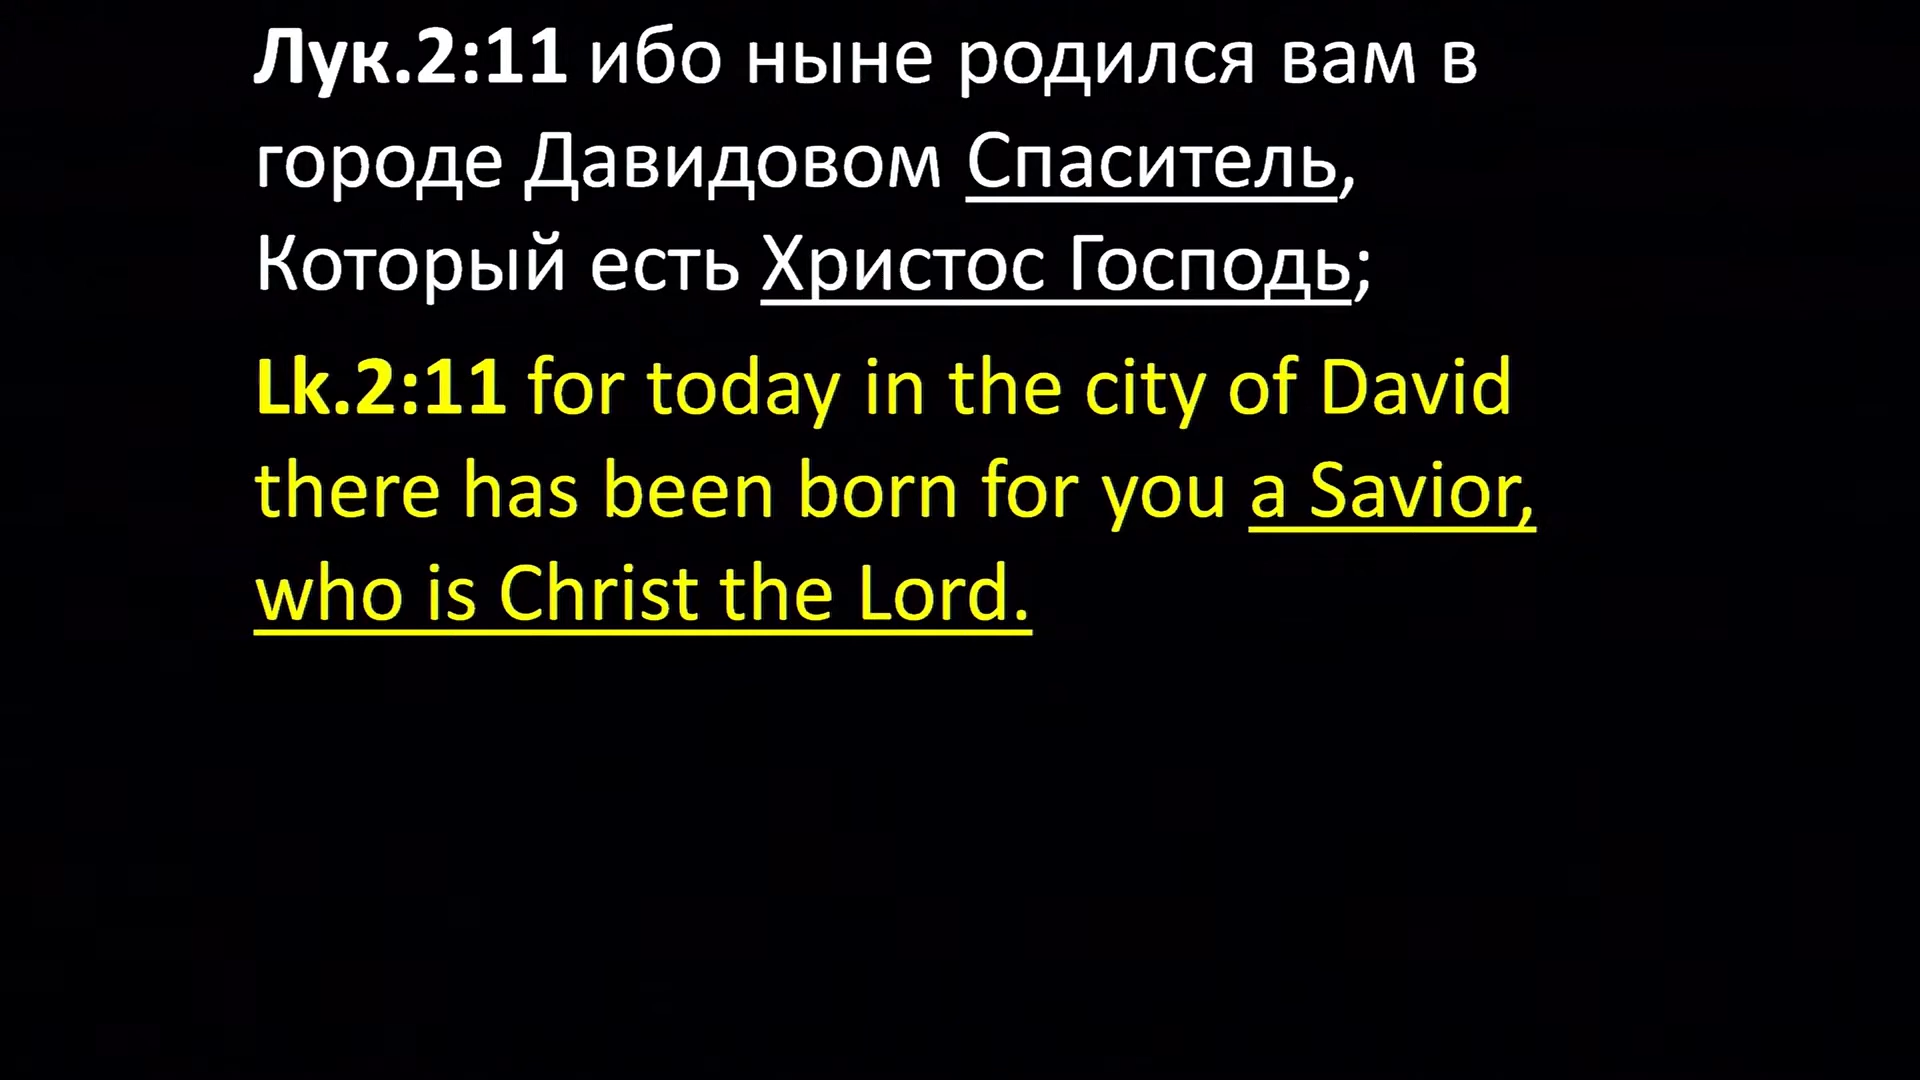 Лук.2:11 ибо ныне родился вам в
городе Давидовом Спаситель,
Который есть Христос Господь;
Lk.2:11 for today in the city of David
there has been born for you a Savior,
who is Christ the Lord.